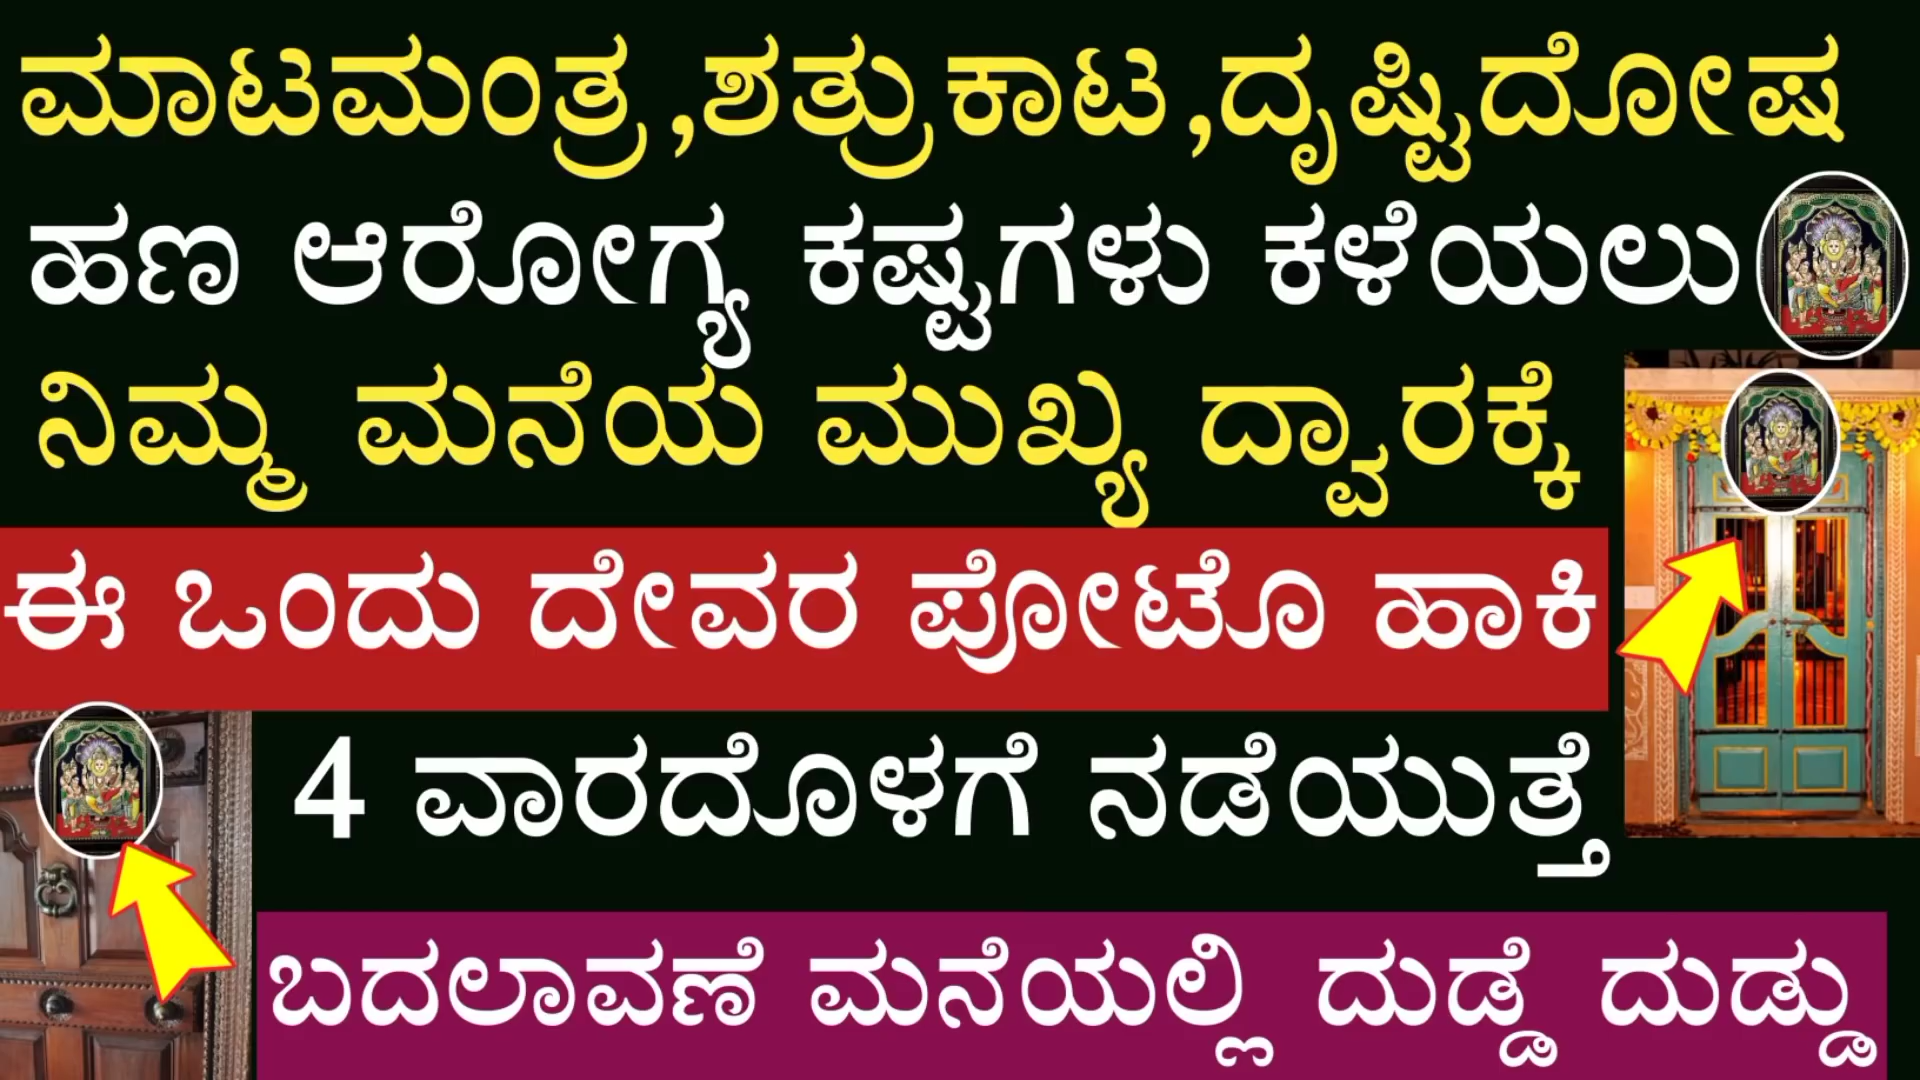 ಮಾಟಮಂತ್ರ ,ಶತ್ರುಕಾಟ ,ದೃಷ್ಟಿದೋಷ
ಹಣ ಆರೋಗ್ಯ ಕಷ್ಟಗಳು ಕಳೆಯಲು
ನಿಮ್ಮ ಮನೆಯ ಮುಖ್ಯ ದ್ವಾರಕ್ಕೆ
ಈ ಒಂದು ದೇವರ ಪೋಟೊ ಹಾಕಿ
4 ವಾರದೊಳಗೆ ನಡೆಯುತ್ತೆ
ಬದಲಾವಣೆ ಮನೆಯಲ್ಲಿ ದುಡ್ಡೆ ದುಡ್ಡು